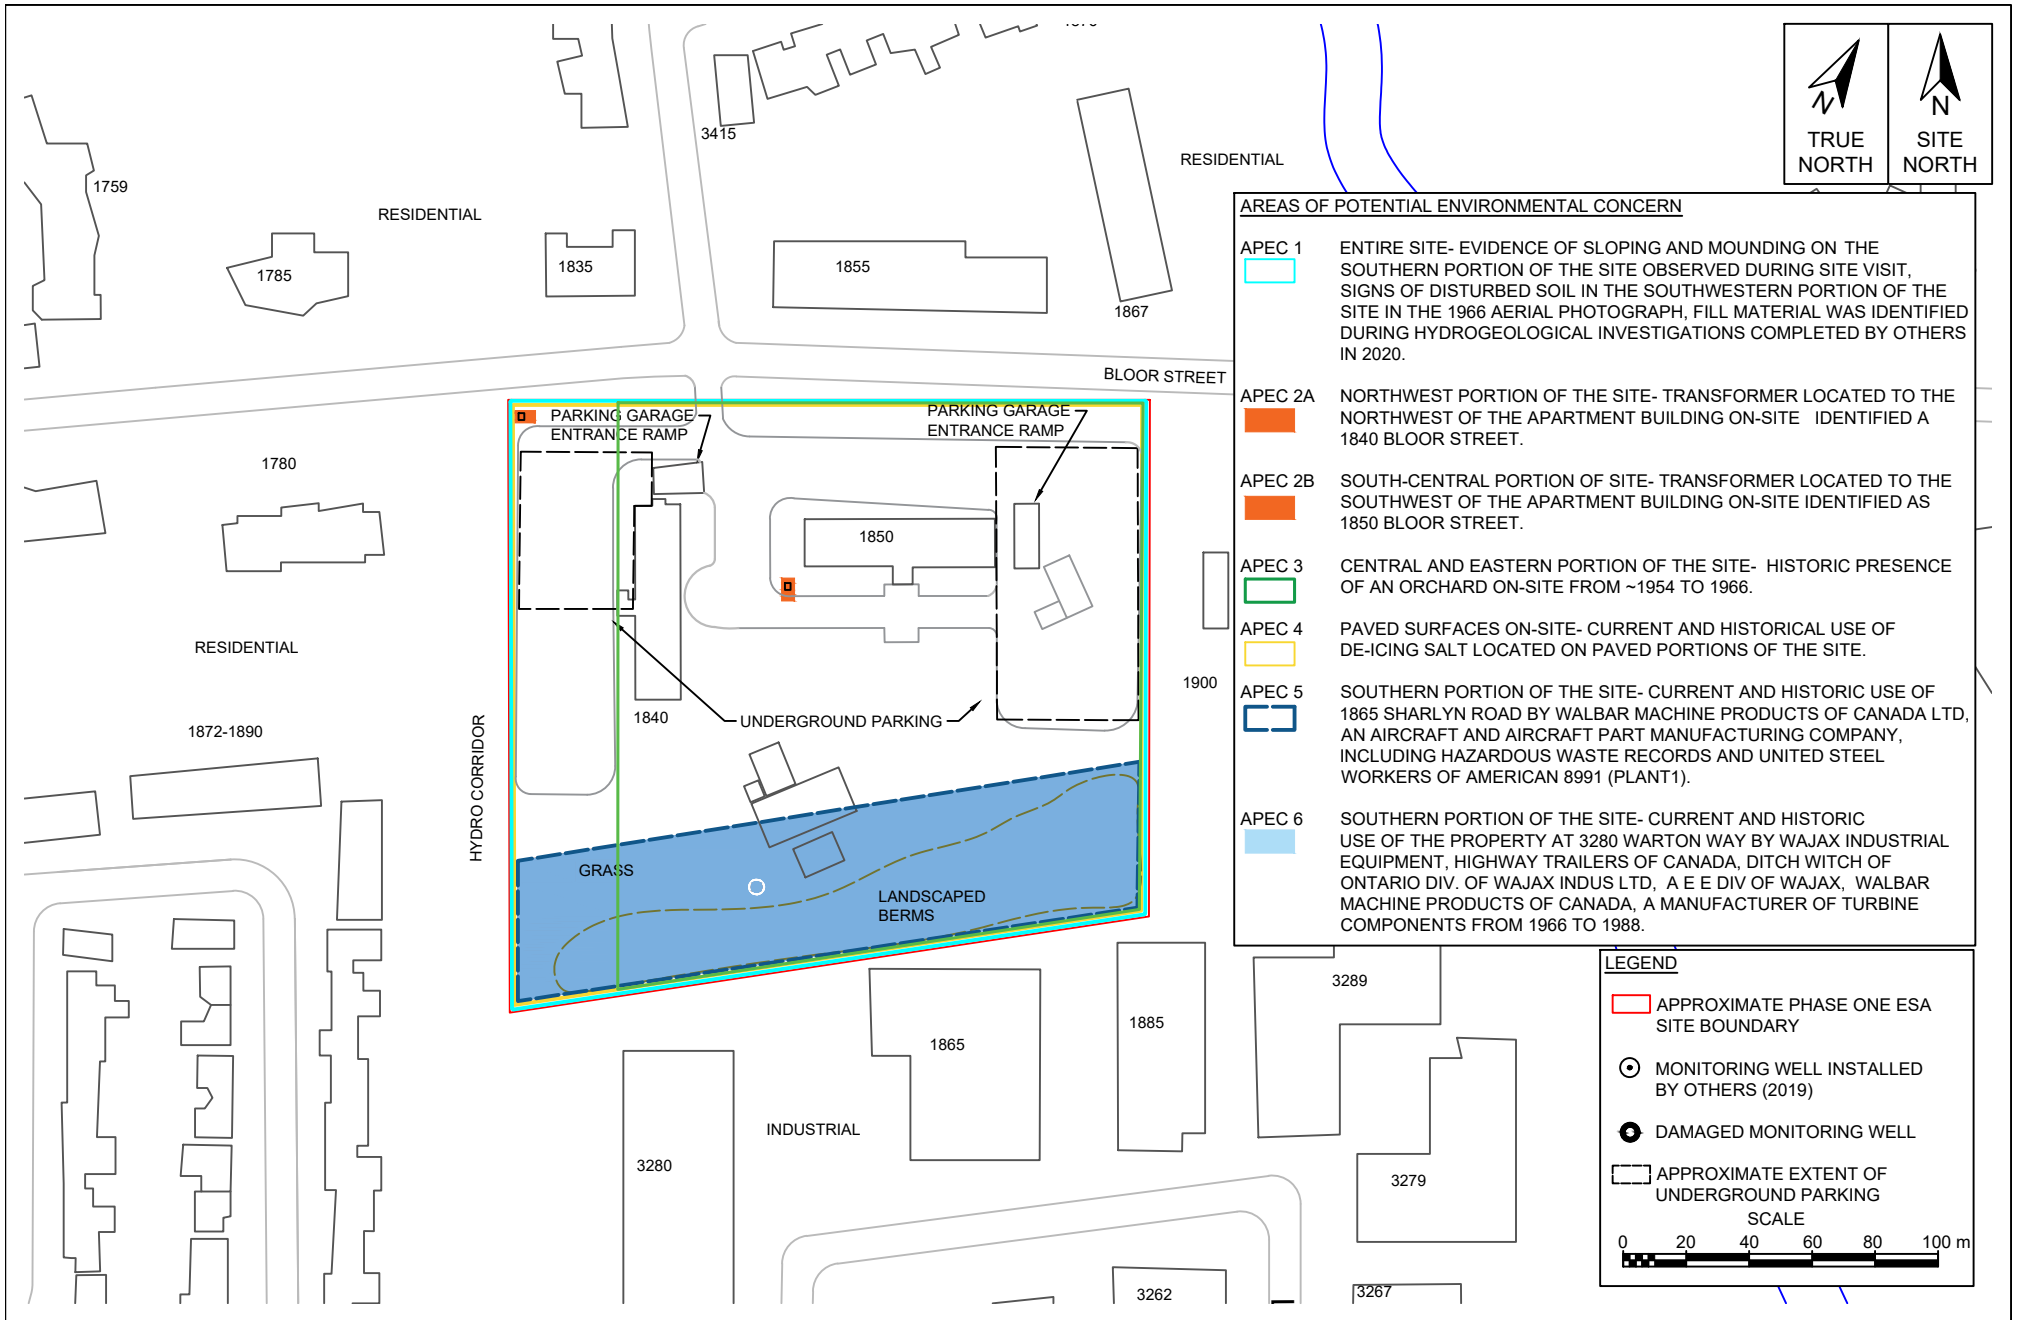 3415
1759
RESIDENTIAL
RESIDENTIAL
1785
1835
1855
1867
BLOOR STREET
TRUE
NORTH
N
SITE
NORTH
N
AREAS OF POTENTIAL ENVIRONMENTAL CONCERN
APEC 1
ENTIRE SITE- EVIDENCE OF SLOPING AND MOUNDING ON THE
SOUTHERN PORTION OF THE SITE OBSERVED DURING SITE VISIT,
SIGNS OF DISTURBED SOIL IN THE SOUTHWESTERN PORTION OF THE
SITE IN THE 1966 AERIAL PHOTOGRAPH, FILL MATERIAL WAS IDENTIFIED
DURING HYDROGEOLOGICAL INVESTIGATIONS COMPLETED BY OTHERS
IN 2020.
APEC 2A
NORTHWEST PORTION OF THE SITE- TRANSFORMER LOCATED TO THE
NORTHWEST OF THE APARTMENT BUILDING ON-SITE IDENTIFIED A
1840 BLOOR STREET.
APEC 2B
SOUTH-CENTRAL PORTION OF SITE- TRANSFORMER LOCATED TO THE
SOUTHWEST OF THE APARTMENT BUILDING ON-SITE IDENTIFIED AS
1850 BLOOR STREET.
APEC 3
CENTRAL AND EASTERN PORTION OF THE SITE- HISTORIC PRESENCE
OF AN ORCHARD ON-SITE FROM ~1954 TO 1966.
APEC 4
PAVED SURFACES ON-SITE- CURRENT AND HISTORICAL USE OF
DE-ICING SALT LOCATED ON PAVED PORTIONS OF THE SITE.
APEC 5
SOUTHERN PORTION OF THE SITE- CURRENT AND HISTORIC USE OF
1865 SHARLYN ROAD BY WALBAR MACHINE PRODUCTS OF CANADA LTD,
AN AIRCRAFT AND AIRCRAFT PART MANUFACTURING COMPANY,
INCLUDING HAZARDOUS WASTE RECORDS AND UNITED STEEL
WORKERS OF AMERICAN 8991 (PLANT1).
APEC 6
SOUTHERN PORTION OF THE SITE- CURRENT AND HISTORIC
USE OF THE PROPERTY AT 3280 WARTON WAY BY WAJAX INDUSTRIAL
EQUIPMENT, HIGHWAY TRAILERS OF CANADA, DITCH WITCH OF
ONTARIO DIV. OF WAJAX INDUS LTD, A E E DIV OF WAJAX, WALBAR
MACHINE PRODUCTS OF CANADA, A MANUFACTURER OF TURBINE
COMPONENTS FROM 1966 TO 1988.
PARKING GARAGE
ENTRANCE RAMP
PARKING GARAGE
ENTRANCE RAMP
1780
1850
RESIDENTIAL
1900
1840
UNDERGROUND PARKING
1872-1890
HYDRO CORRIDOR
GRASS
LANDSCAPED
BERMS
1865
1885
3289
INDUSTRIAL
3280
3279
3262
3267
LEGEND
APPROXIMATE PHASE ONE ESA
SITE BOUNDARY
MONITORING WELL INSTALLED
BY OTHERS (2019)
DAMAGED MONITORING WELL
APPROXIMATE EXTENT OF
UNDERGROUND PARKING
SCALE
0 20 40 60 80 100 m